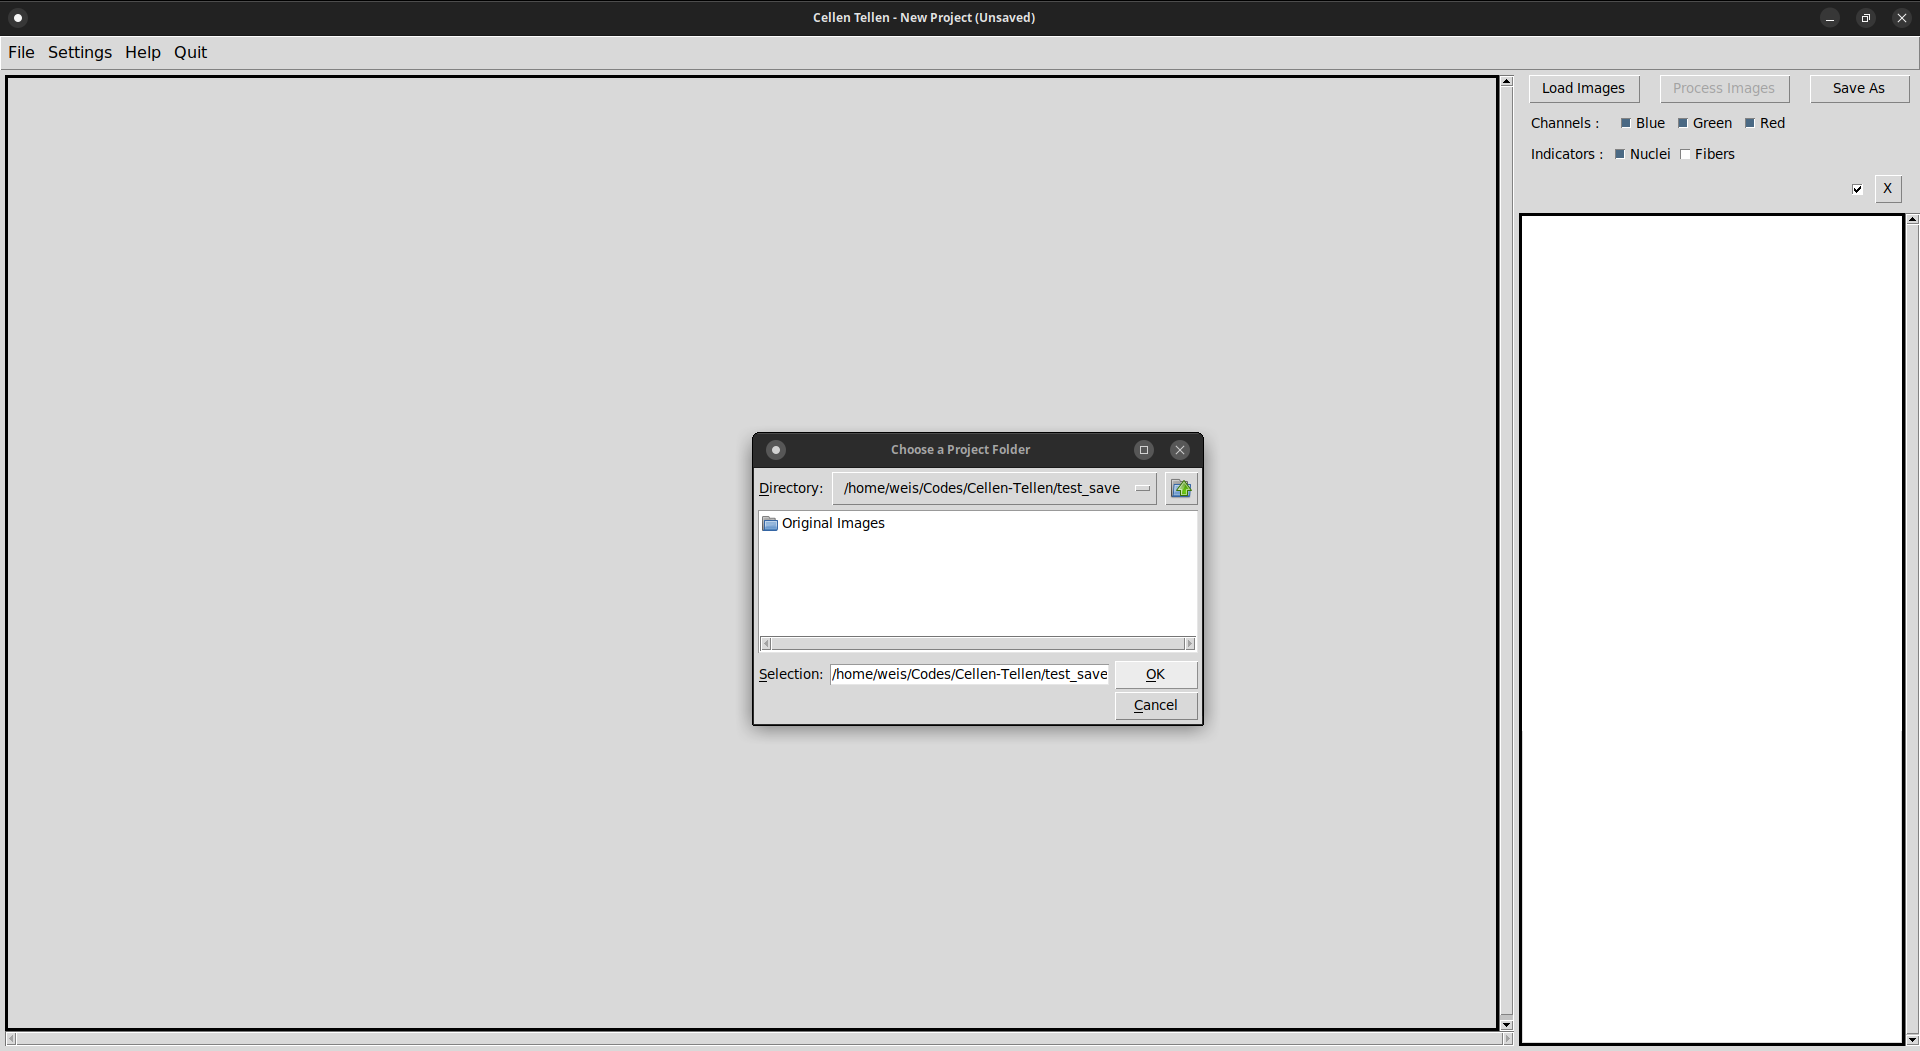 Cellen Tellen - New Project (Unsaved)
File Settings Help Quit
Load Images Process Images Save As
Channels : Blue Green Red
Indicators : Nuclei Fibers
X
Choose a Project Folder
Directory: /home/weis/Codes/Cellen-Tellen/test_save
Original Images
Selection: /home/weis/Codes/Cellen-Tellen/test_save OK
Cancel